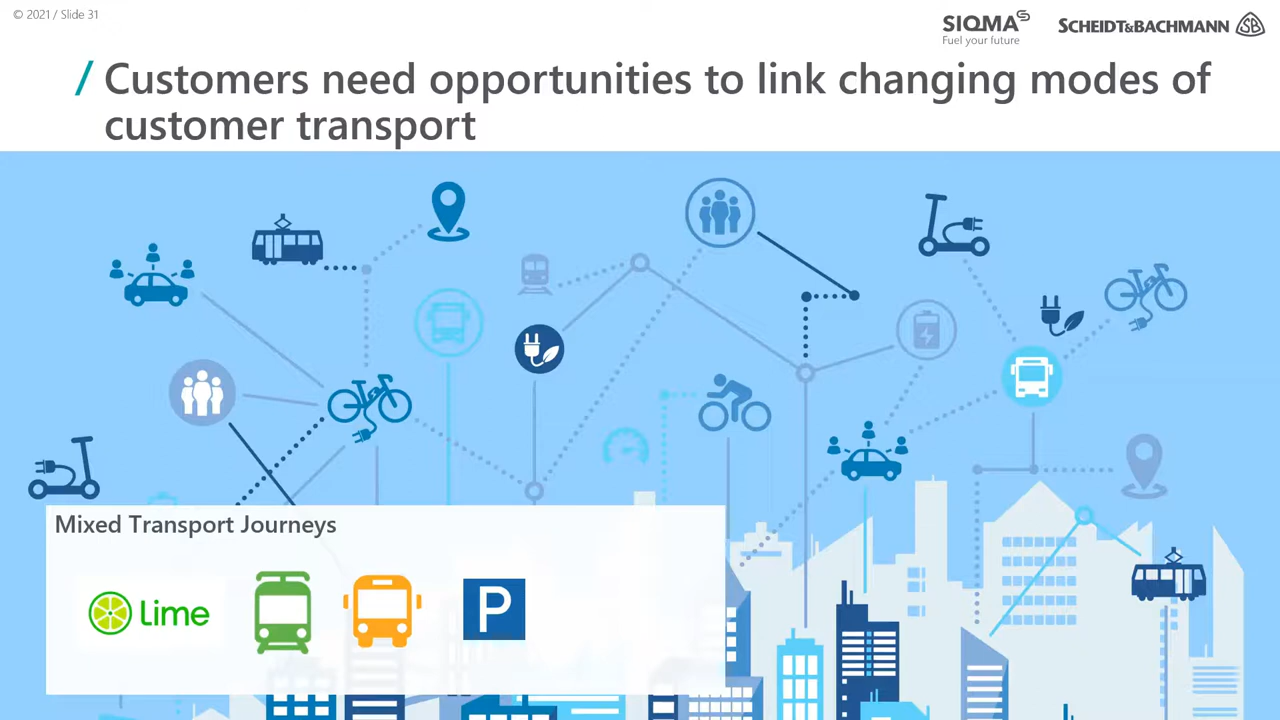 © 2021 / Slide 31
SIQMA
Fuel your future
SCHEIDT&BACHMANN SB
/ Customers need opportunities to link changing modes of
customer transport
Mixed Transport Journeys
Lime
P